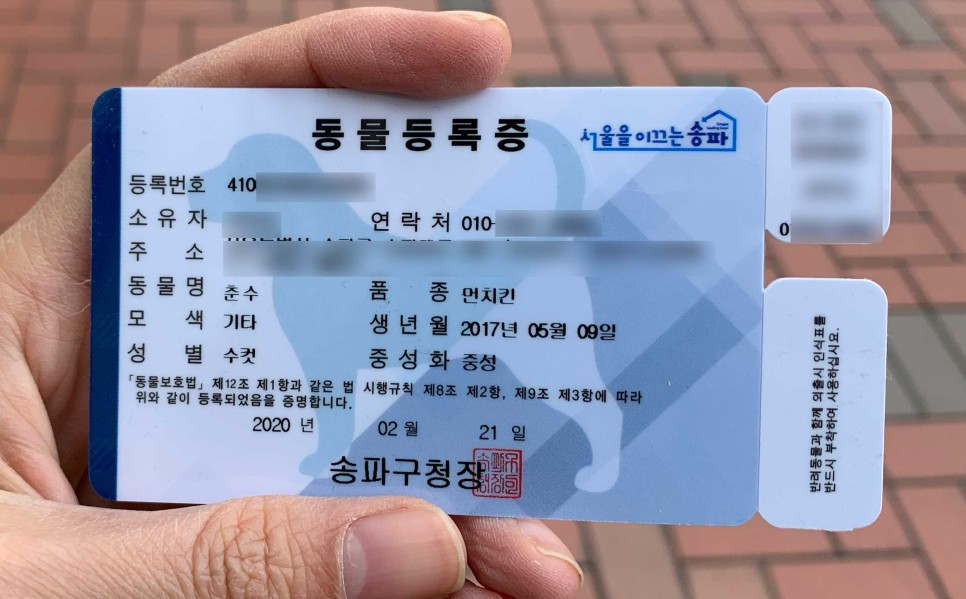 동물등록증
서울을 이끄는 송파
등록번호 410
소유자 연락처 010-
주소
동물명 춘수 품종 먼치킨
모색 기타 생년월 2017년 05월 09일
성별 수컷 중성화 중성
「동물보호법」 제12조 제1항과 같은 법 시행규칙 제8조 제2항, 제9조 제3항에 따라
위와 같이 등록되었음을 증명합니다.
2020 년 02 월 21 일
송파구청장
0
반려동물과 함께 외출시 인식표를
반드시 부착하여 사용하십시요.